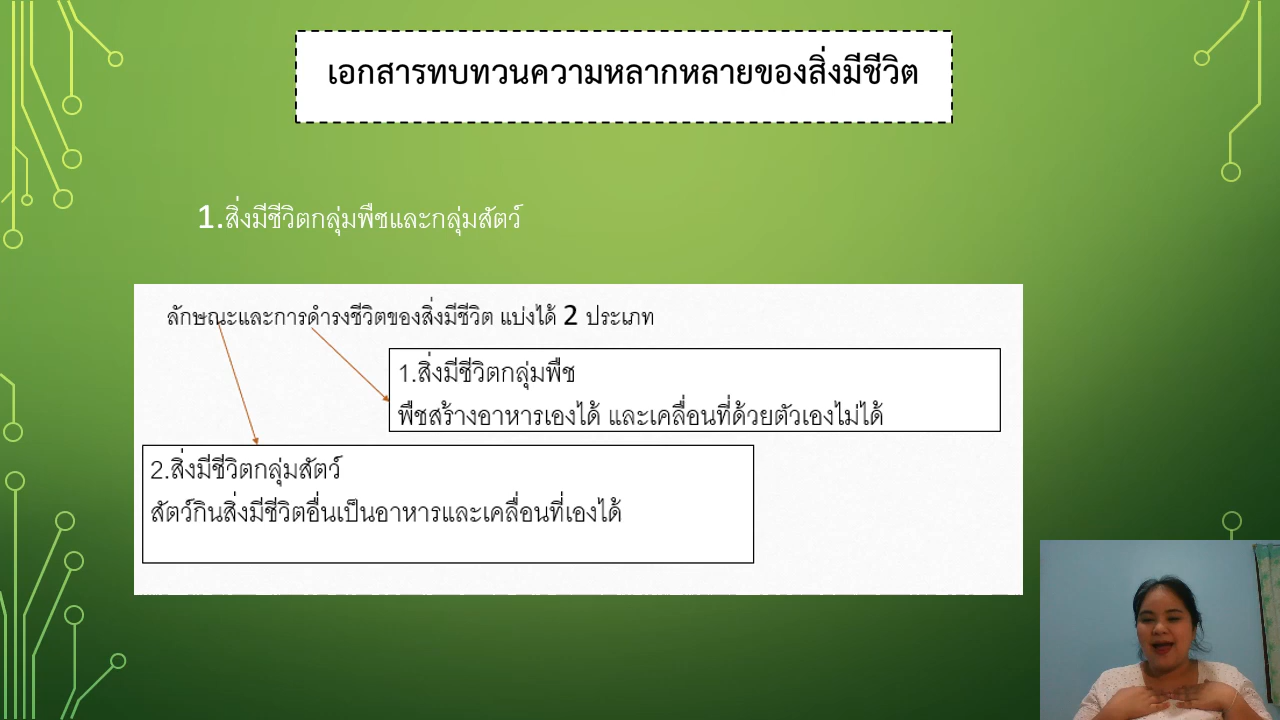 เอกสารทบทวนความหลากหลายของสิ่งมีชีวิต
1.สิ่งมีชีวิตกลุ่มพืชและกลุ่มสัตว์
ลักษณะและการดำรงชีวิตของสิ่งมีชีวิต แบ่งได้ 2 ประเภท
1.สิ่งมีชีวิตกลุ่มพืช
พืชสร้างอาหารเองได้ และเคลื่อนที่ด้วยตัวเองไม่ได้
2.สิ่งมีชีวิตกลุ่มสัตว์
สัตว์กินสิ่งมีชีวิตอื่นเป็นอาหารและเคลื่อนที่เองได้